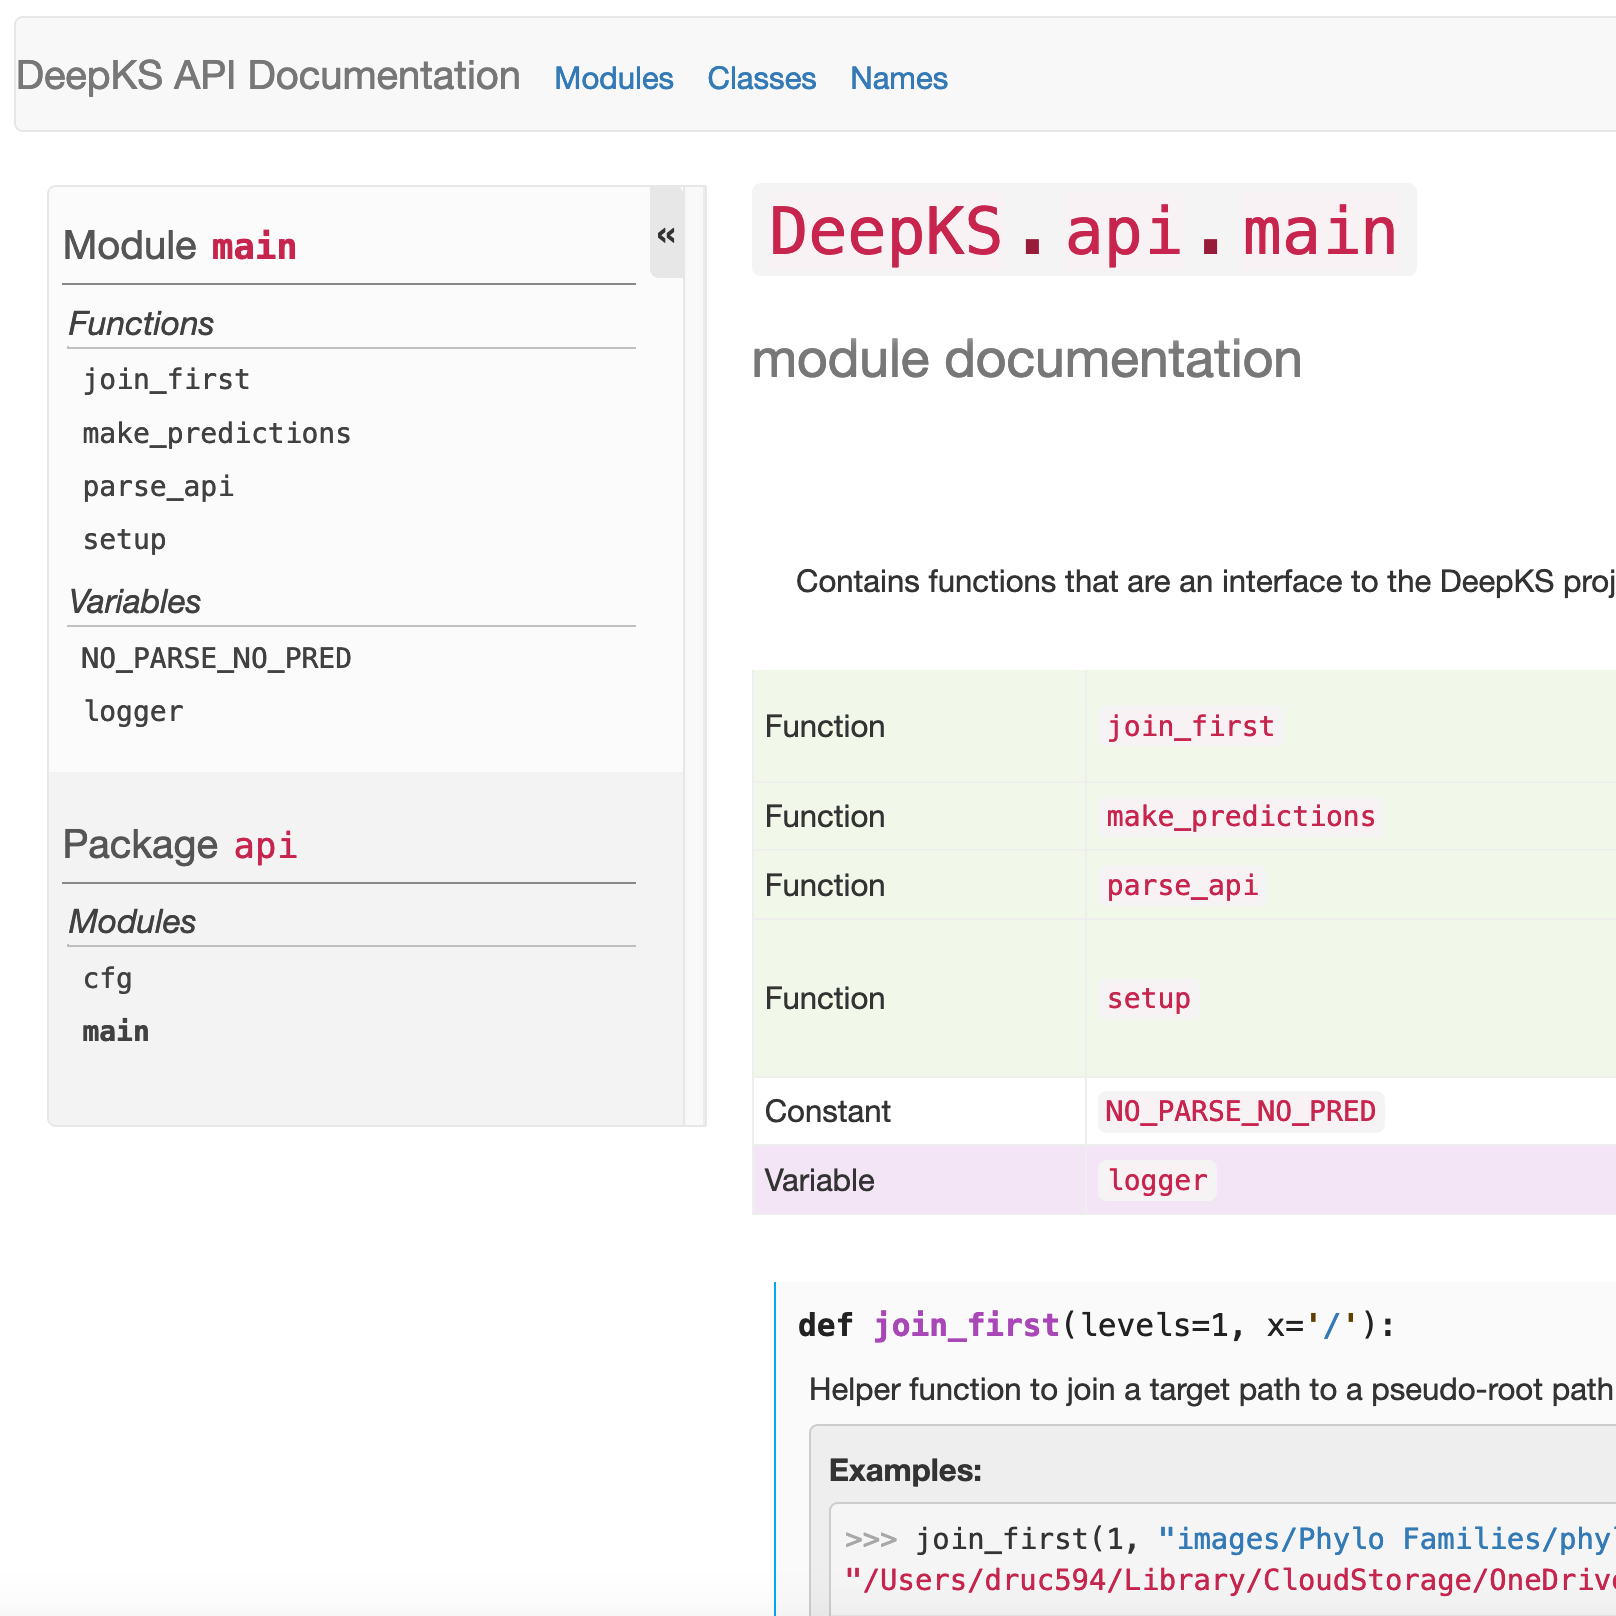 DeepKS API Documentation Modules Classes Names
Module main
«
Functions
join_first
make_predictions
parse_api
setup
Variables
NO_PARSE_NO_PRED
logger
Package api
Modules
cfg
main
DeepKS.api.main
module documentation
Contains functions that are an interface to the DeepKS proj
Function join_first
Function make_predictions
Function parse_api
Function setup
Constant NO_PARSE_NO_PRED
Variable logger
def join_first(levels=1, x='/'):
Helper function to join a target path to a pseudo-root path
Examples:
>>> join_first(1, "images/Phylo Families/phyl
"/Users/druc594/Library/CloudStorage/OneDrive